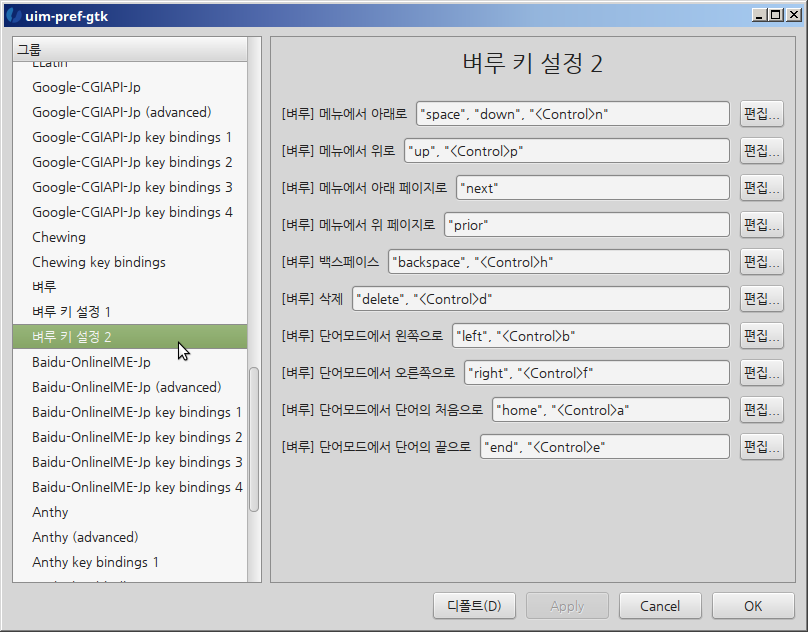 uim-pref-gtk
그룹
ELatin
Google-CGIAPI-Jp
Google-CGIAPI-Jp (advanced)
Google-CGIAPI-Jp key bindings 1
Google-CGIAPI-Jp key bindings 2
Google-CGIAPI-Jp key bindings 3
Google-CGIAPI-Jp key bindings 4
Chewing
Chewing key bindings
벼루
벼루 키 설정 1
벼루 키 설정 2
Baidu-OnlineIME-Jp
Baidu-OnlineIME-Jp (advanced)
Baidu-OnlineIME-Jp key bindings 1
Baidu-OnlineIME-Jp key bindings 2
Baidu-OnlineIME-Jp key bindings 3
Baidu-OnlineIME-Jp key bindings 4
Anthy
Anthy (advanced)
Anthy key bindings 1
벼루 키 설정 2
[벼루] 메뉴에서 아래로 "space", "down", "<Control>n" 편집...
[벼루] 메뉴에서 위로 "up", "<Control>p" 편집...
[벼루] 메뉴에서 아래 페이지로 "next" 편집...
[벼루] 메뉴에서 위 페이지로 "prior" 편집...
[벼루] 백스페이스 "backspace", "<Control>h" 편집...
[벼루] 삭제 "delete", "<Control>d" 편집...
[벼루] 단어모드에서 왼쪽으로 "left", "<Control>b" 편집...
[벼루] 단어모드에서 오른쪽으로 "right", "<Control>f" 편집...
[벼루] 단어모드에서 단어의 처음으로 "home", "<Control>a" 편집...
[벼루] 단어모드에서 단어의 끝으로 "end", "<Control>e" 편집...
디폴트(D) Apply Cancel OK